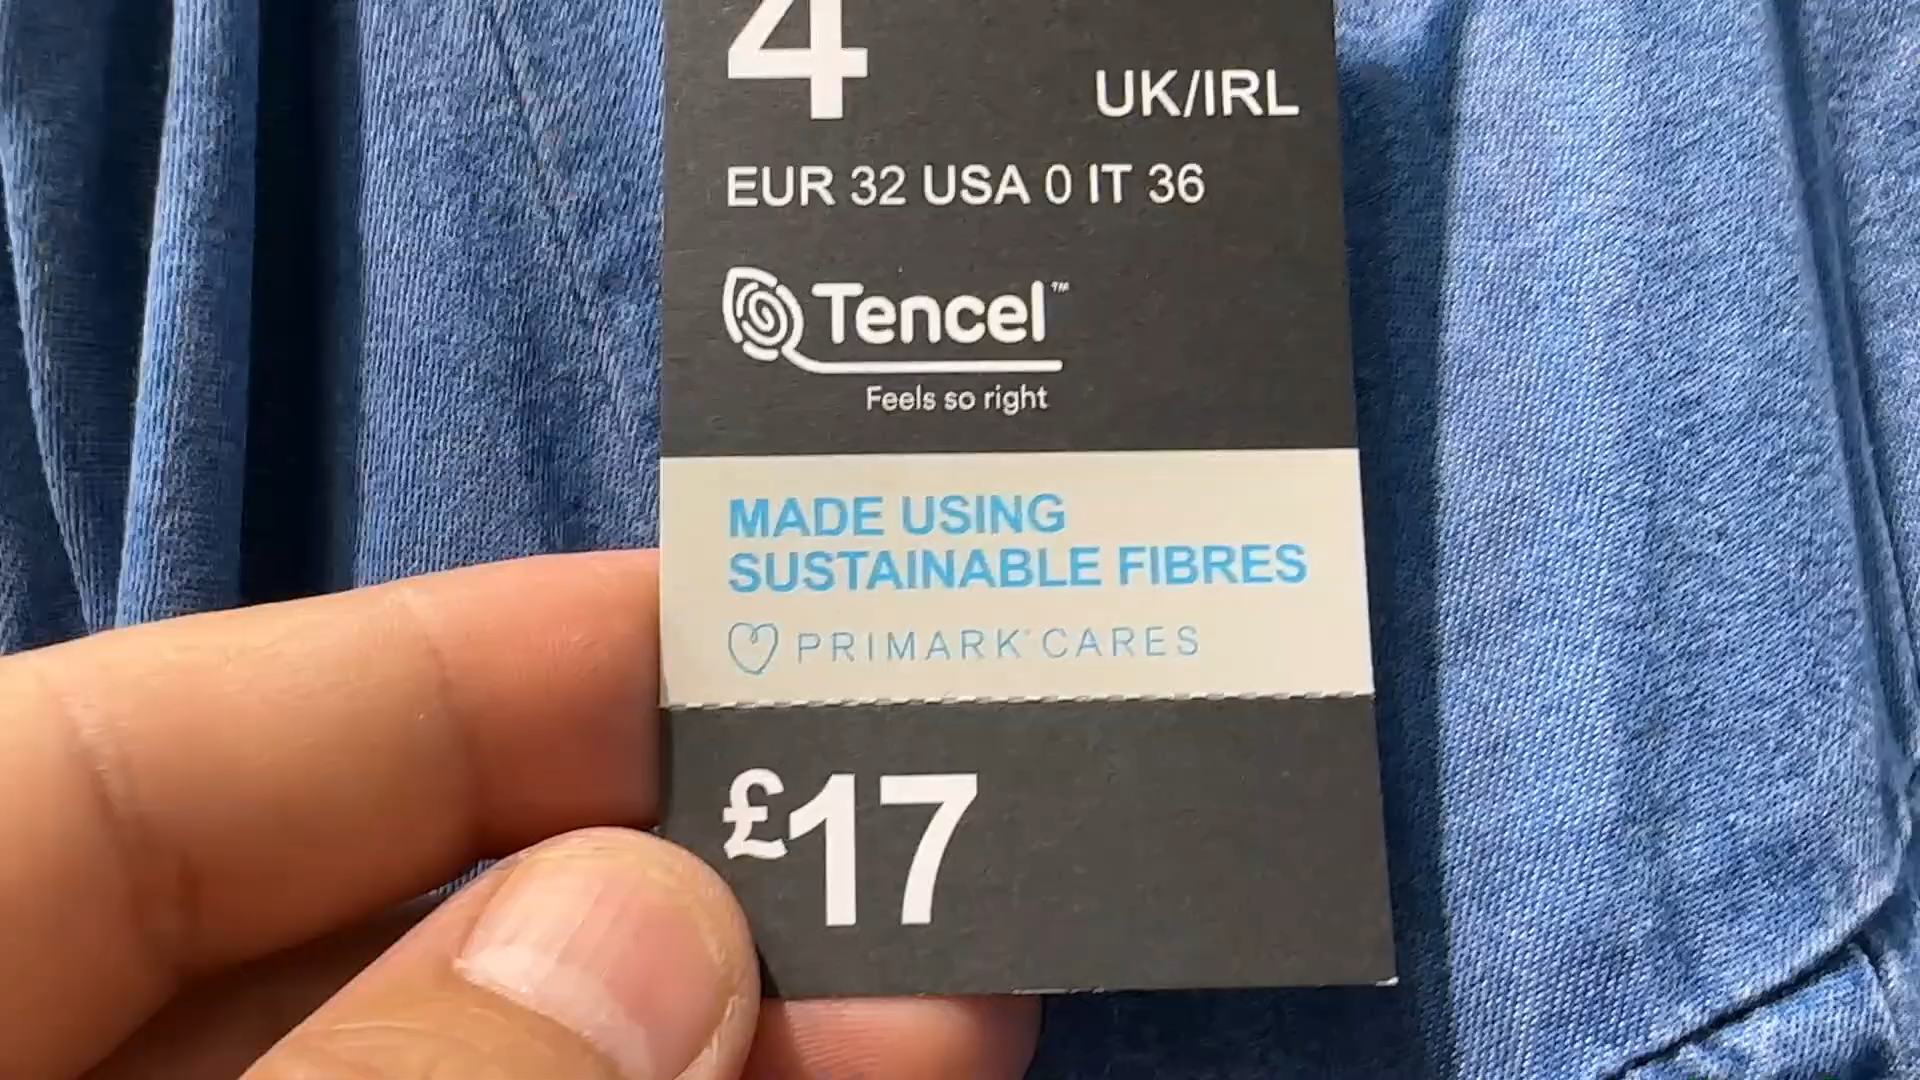 4 UK/IRL
EUR 32 USA 0 IT 36
Tencel™
Feels so right
MADE USING
SUSTAINABLE FIBRES
PRIMARK® CARES
£17